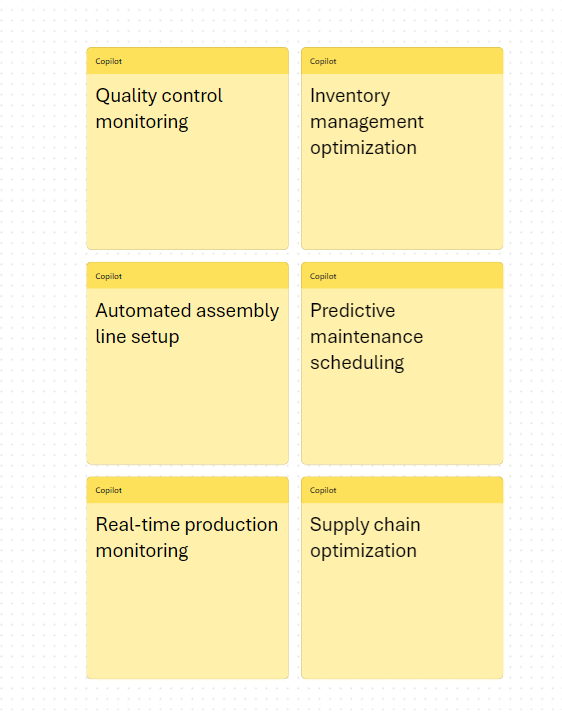 Copilot
Quality control
monitoring
Copilot
Inventory
management
optimization
Copilot
Automated assembly
line setup
Copilot
Predictive
maintenance
scheduling
Copilot
Real-time production
monitoring
Copilot
Supply chain
optimization